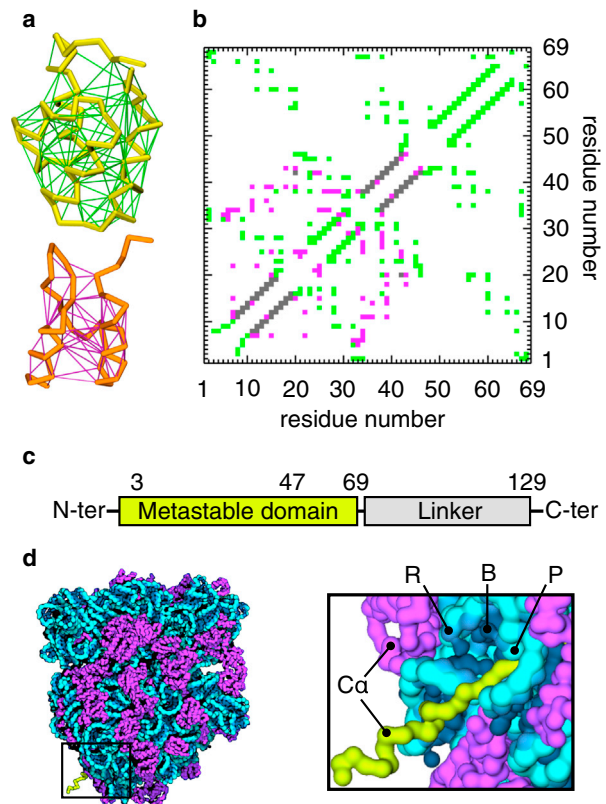 a
b
69
60
50
40
30
20
10
1
residue number
1 10 20 30 40 50 60 69
residue number
c
3 47 69 129
N-ter Metastable domain Linker C-ter
d
R B P
Cα